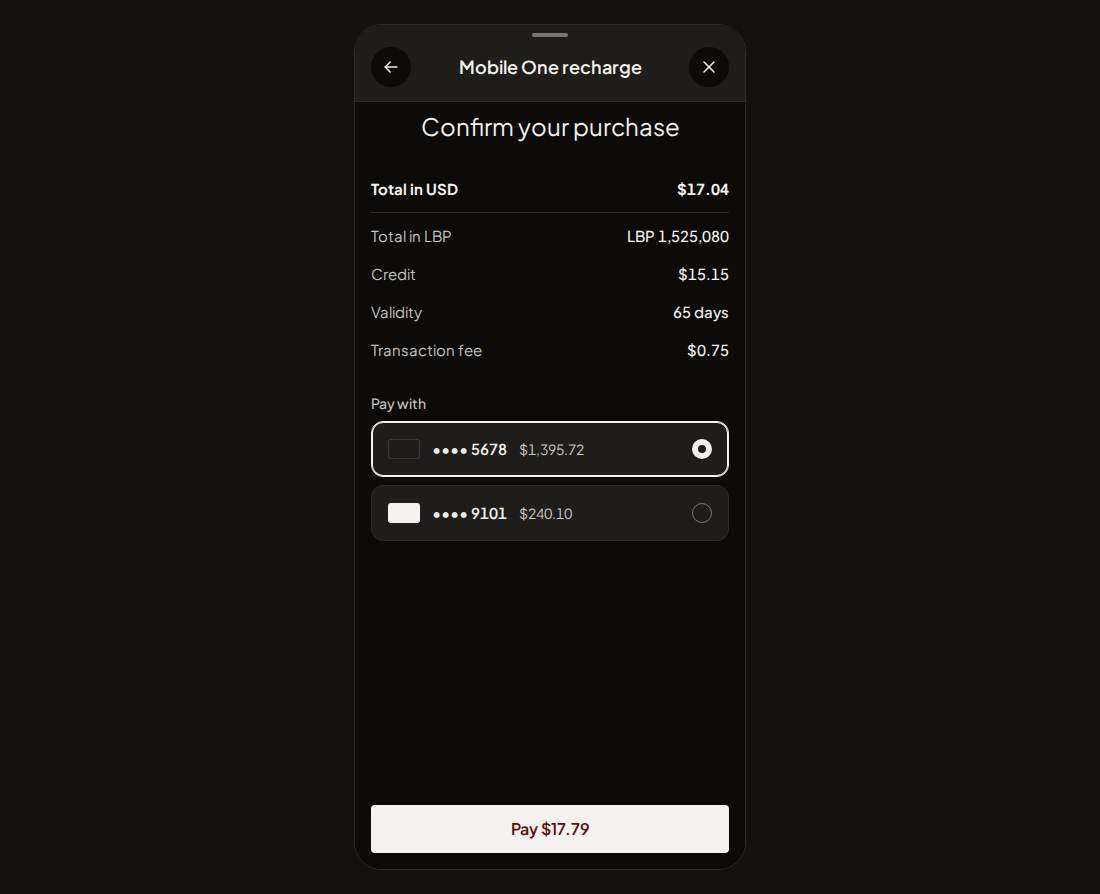 Mobile One recharge
Confirm your purchase
Total in USD $17.04
Total in LBP LBP 1,525,080
Credit $15.15
Validity 65 days
Transaction fee $0.75
Pay with
●●●● 5678 $1,395.72
●●●● 9101 $240.10
Pay $17.79